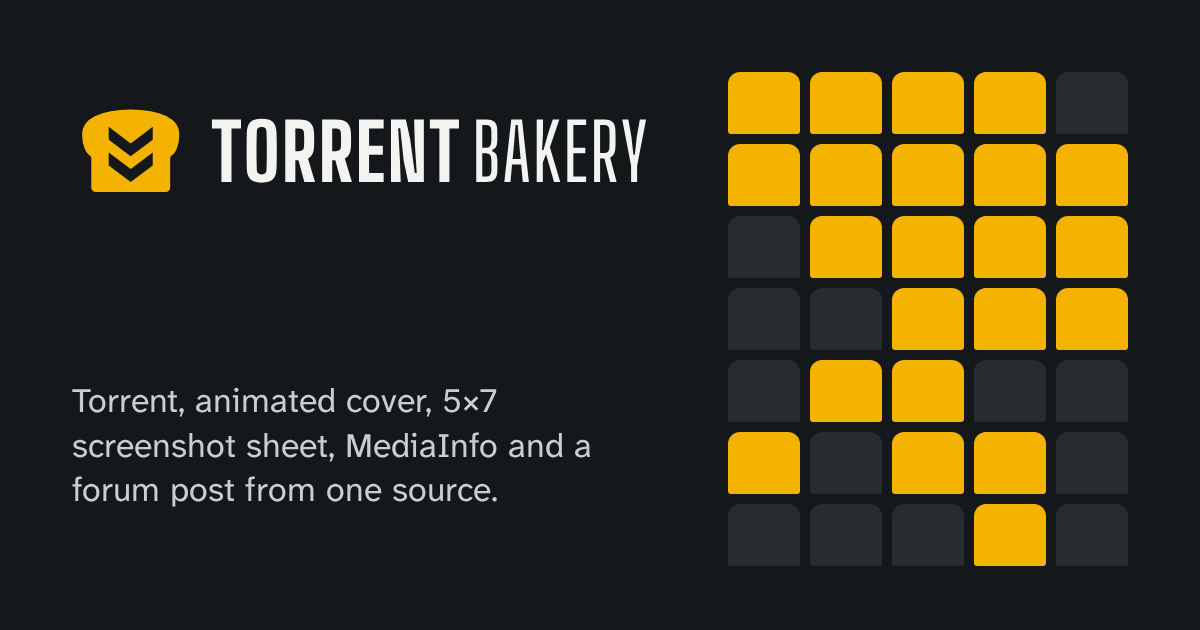 TORRENT BAKERY
Torrent, animated cover, 5×7
screenshot sheet, MediaInfo and a
forum post from one source.